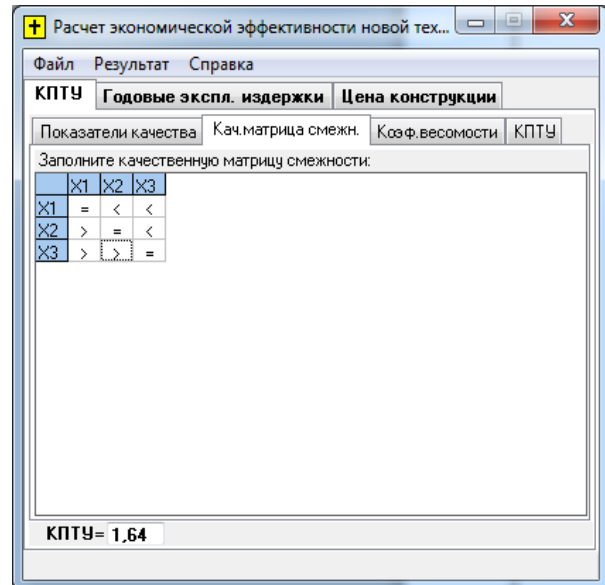 Расчет экономической эффективности новой тех...
Файл Результат Справка
КПТУ Годовые экспл. издержки Цена конструкции
Показатели качества Кач.матрица смежн. Коэф.весомости КПТУ
Заполните качественную матрицу смежности:
X1 X2 X3
X1 = < <
X2 > = <
X3 > > =
КПТУ= 1,64